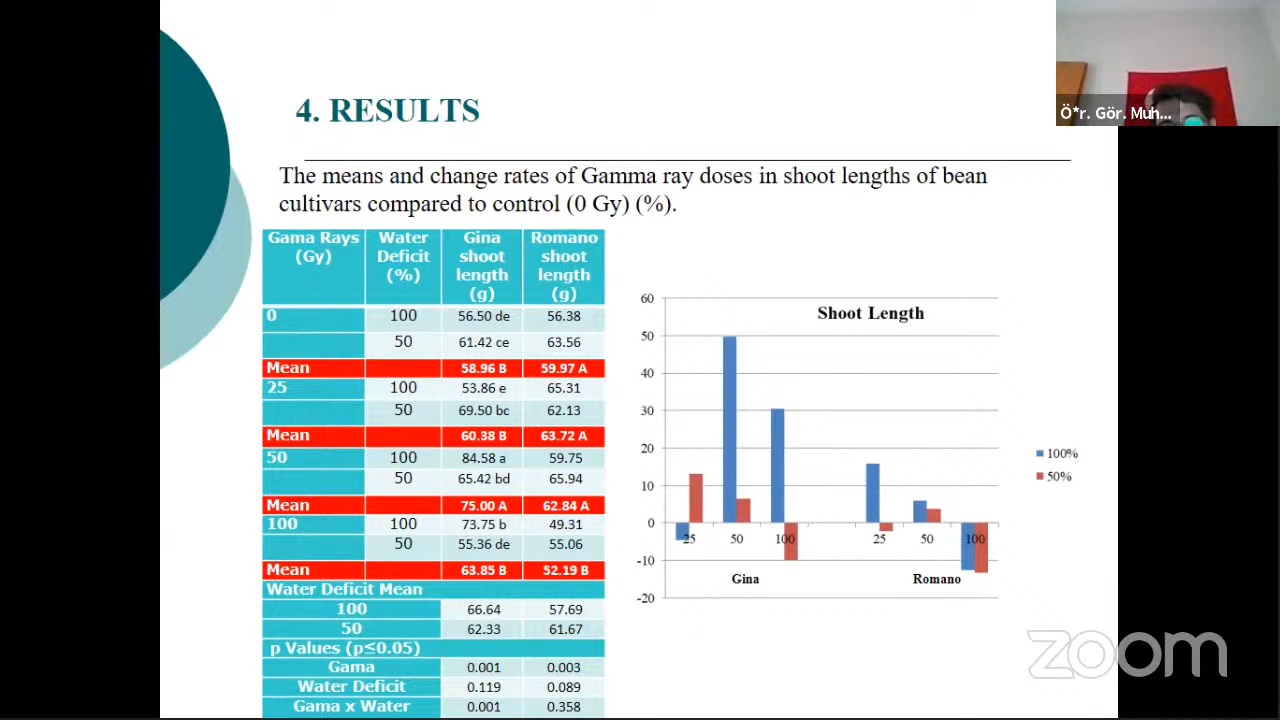 4. RESULTS
Ö*r. Gör. Muh...
The means and change rates of Gamma ray doses in shoot lengths of bean
cultivars compared to control (0 Gy) (%).
Gama Rays (Gy) Water Deficit (%) Gina shoot length (g) Romano shoot length (g)
0 100 56.50 de 56.38
50 61.42 ce 63.56
Mean 58.96 B 59.97 A
25 100 53.86 e 65.31
50 69.50 bc 62.13
Mean 60.38 B 63.72 A
50 100 84.58 a 59.75
50 65.42 bd 65.94
Mean 75.00 A 62.84 A
100 100 73.75 b 49.31
50 55.36 de 55.06
Mean 63.85 B 52.19 B
Water Deficit Mean
100 66.64 57.69
50 62.33 61.67
p Values (p≤0.05)
Gama 0.001 0.003
Water Deficit 0.119 0.089
Gama x Water 0.001 0.358
Shoot Length
60
50
40
30
20
10
0
-10
-20
25 50 100 25 50 100
Gina Romano
100%
50%
zoom